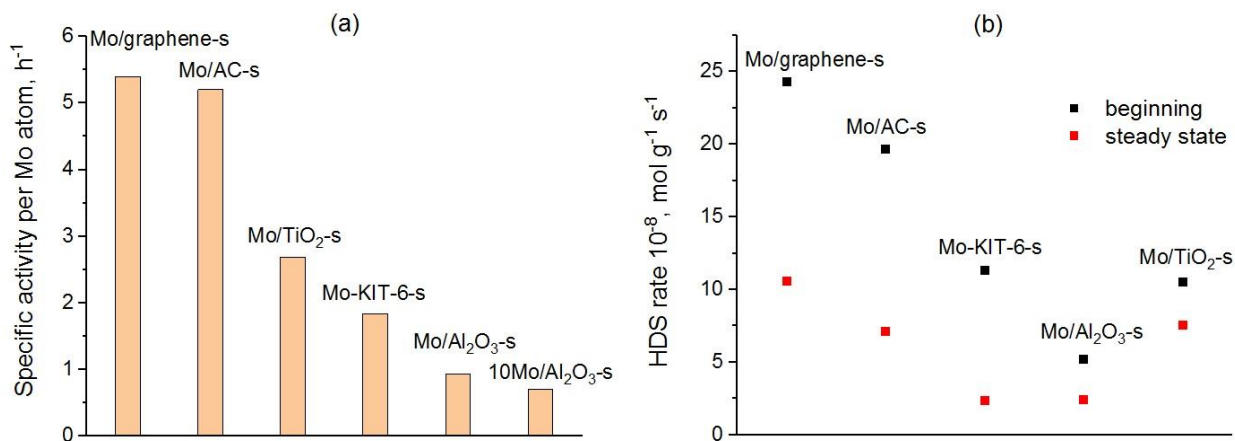 (a)
Specific activity per Mo atom, h⁻¹
6
5
4
3
2
1
0
Mo/graphene-s
Mo/AC-s
Mo/TiO₂-s
Mo-KIT-6-s
Mo/Al₂O₃-s
10Mo/Al₂O₃-s
(b)
HDS rate 10⁻⁸, mol g⁻¹ s⁻¹
25
20
15
10
5
0
Mo/graphene-s
Mo/AC-s
Mo-KIT-6-s
Mo/Al₂O₃-s
Mo/TiO₂-s
beginning
steady state